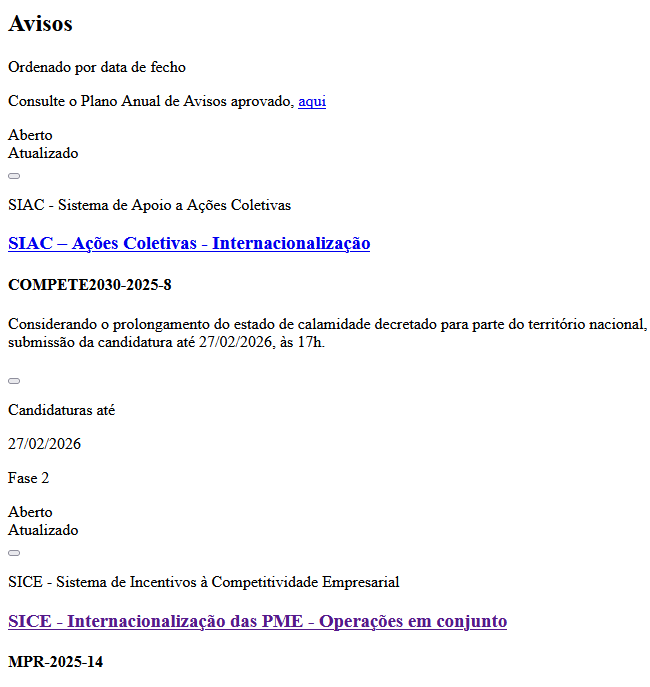 Avisos
Ordenado por data de fecho
Consulte o Plano Anual de Avisos aprovado, aqui
Aberto
Atualizado
SIAC - Sistema de Apoio a Ações Coletivas
SIAC – Ações Coletivas - Internacionalização
COMPETE2030-2025-8
Considerando o prolongamento do estado de calamidade decretado para parte do território nacional,
submissão da candidatura até 27/02/2026, às 17h.
Candidaturas até
27/02/2026
Fase 2
Aberto
Atualizado
SICE - Sistema de Incentivos à Competitividade Empresarial
SICE - Internacionalização das PME - Operações em conjunto
MPR-2025-14